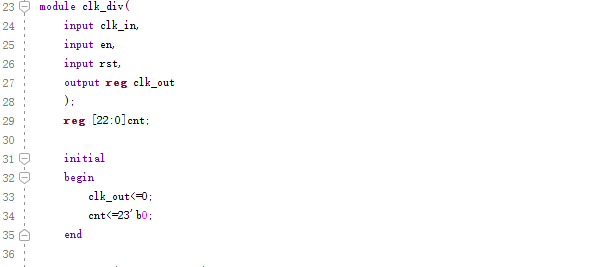 23 module clk_div(
24 input clk_in,
25 input en,
26 input rst,
27 output reg clk_out
28 );
29 reg [22:0]cnt;
30
31 initial
32 begin
33 clk_out<=0;
34 cnt<=23'b0;
35 end
36